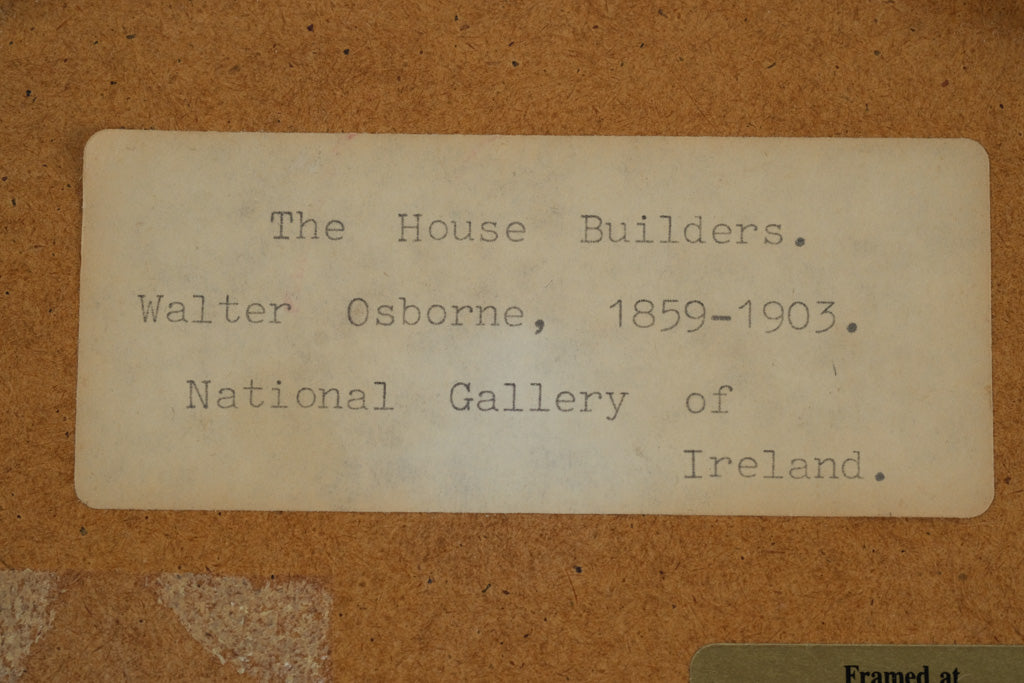 The House Builders.
Walter Osborne, 1859-1903.
National Gallery of
Ireland.
Framed at